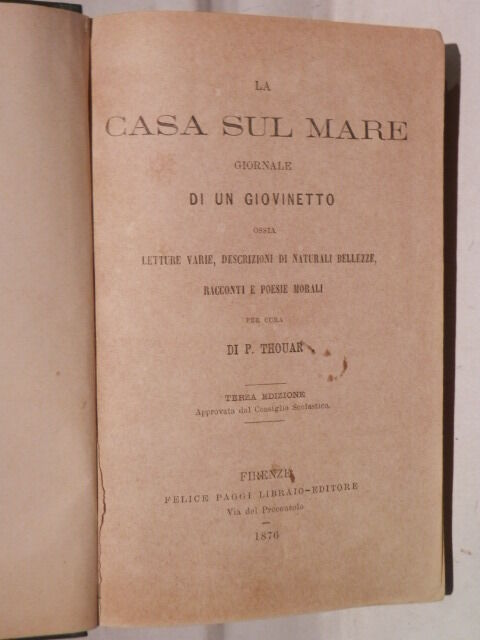 LA
CASA SUL MARE
GIORNALE
DI UN GIOVINETTO
OSSIA
LETTURE VARIE, DESCRIZIONI DI NATURALI BELLEZZE,
RACCONTI E POESIE MORALI
PER CURA
DI P. THOUAR
TERZA EDIZIONE
Approvata dal Consiglio Scolastico.
FIRENZE
FELICE PAGGI LIBRAIO-EDITORE
Via del Proconsolo
1876